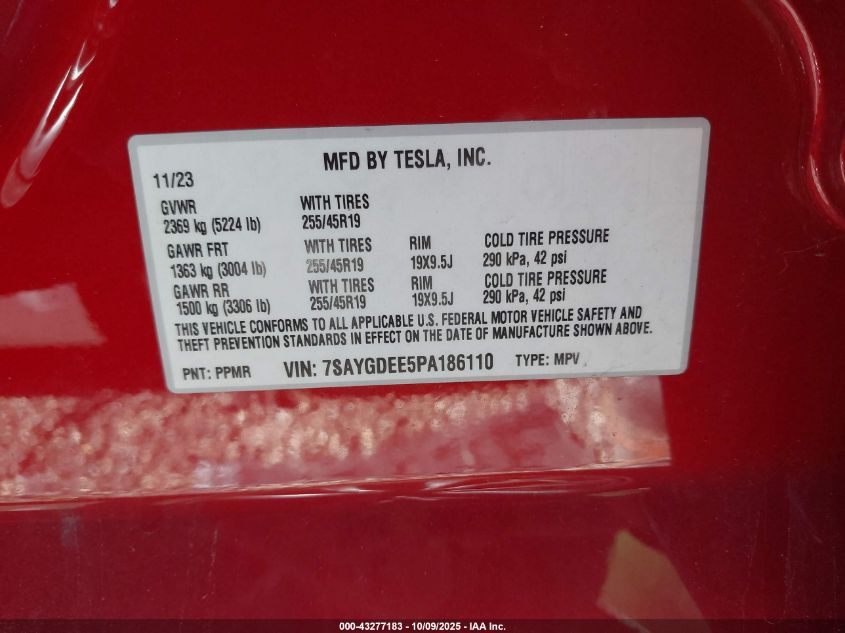 MFD BY TESLA, INC.
11/23
GVWR WITH TIRES
2369 kg (5224 lb) 255/45R19
GAWR FRT WITH TIRES RIM COLD TIRE PRESSURE
1363 kg (3004 lb) 255/45R19 19X9.5J 290 kPa, 42 psi
GAWR RR WITH TIRES RIM COLD TIRE PRESSURE
1500 kg (3306 lb) 255/45R19 19X9.5J 290 kPa, 42 psi
THIS VEHICLE CONFORMS TO ALL APPLICABLE U.S. FEDERAL MOTOR VEHICLE SAFETY AND
THEFT PREVENTION STANDARDS IN EFFECT ON THE DATE OF MANUFACTURE SHOWN ABOVE.
PNT: PPMR VIN: 7SAYGDEE5PA186110 TYPE: MPV
000-43277183 - 10/09/2025 - IAA Inc.